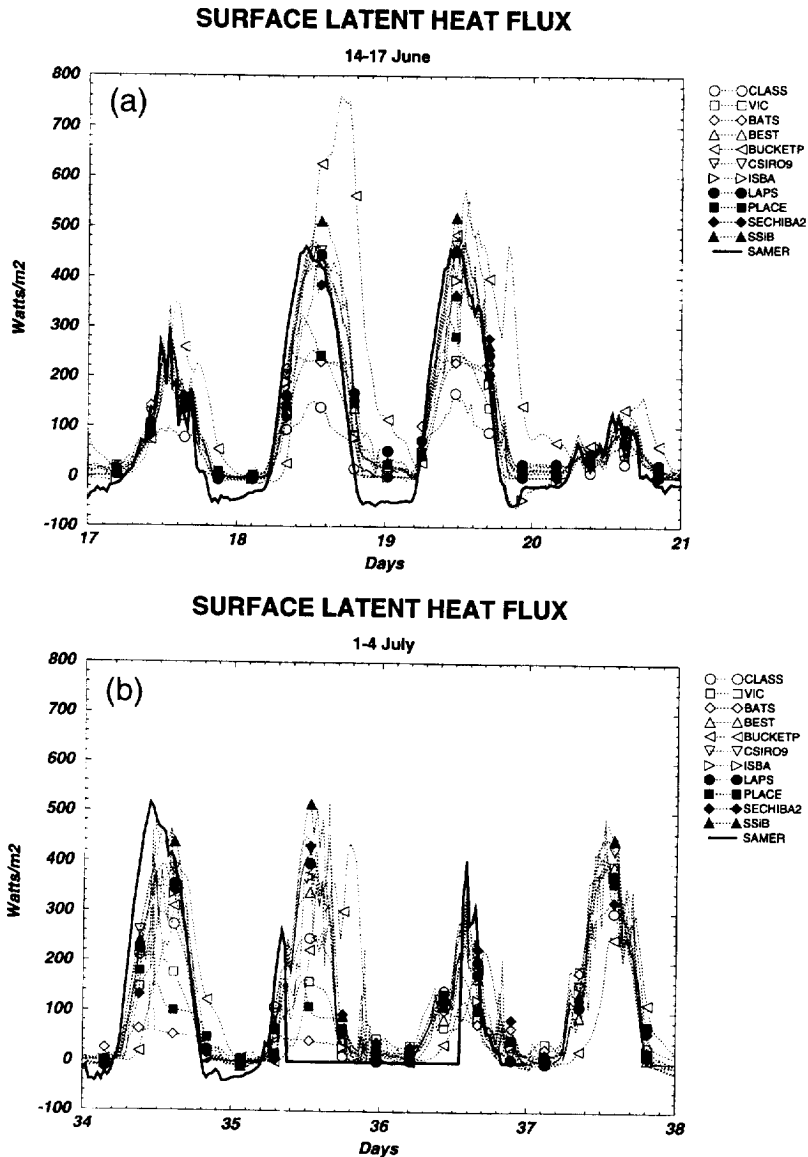 SURFACE LATENT HEAT FLUX
14-17 June
(a)
800
700
600
500
400
300
200
100
0
-100
Watts/m2
17
18
19
20
21
Days
CLASS
VIC
BATS
BEST
BUCKETP
CSIRO9
ISBA
LAPS
PLACE
SECHIBA2
SSiB
SAMER
SURFACE LATENT HEAT FLUX
1-4 July
(b)
800
700
600
500
400
300
200
100
0
-100
Watts/m2
34
35
36
37
38
Days
CLASS
VIC
BATS
BEST
BUCKETP
CSIRO9
ISBA
LAPS
PLACE
SECHIBA2
SSiB
SAMER